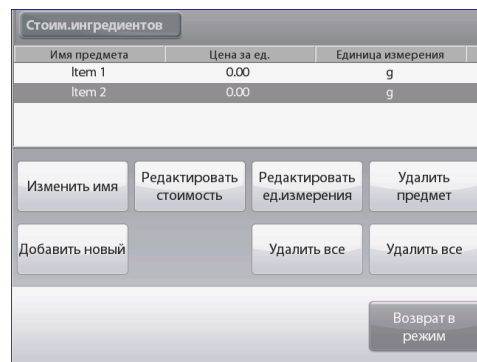 Стоим.ингредиентов
Имя предмета Цена за ед. Единица измерения
Item 1 0.00 g
Item 2 0.00 g
Изменить имя Редактировать стоимость Редактировать ед.измерения Удалить предмет
Добавить новый Удалить все Удалить все
Возврат в
режим